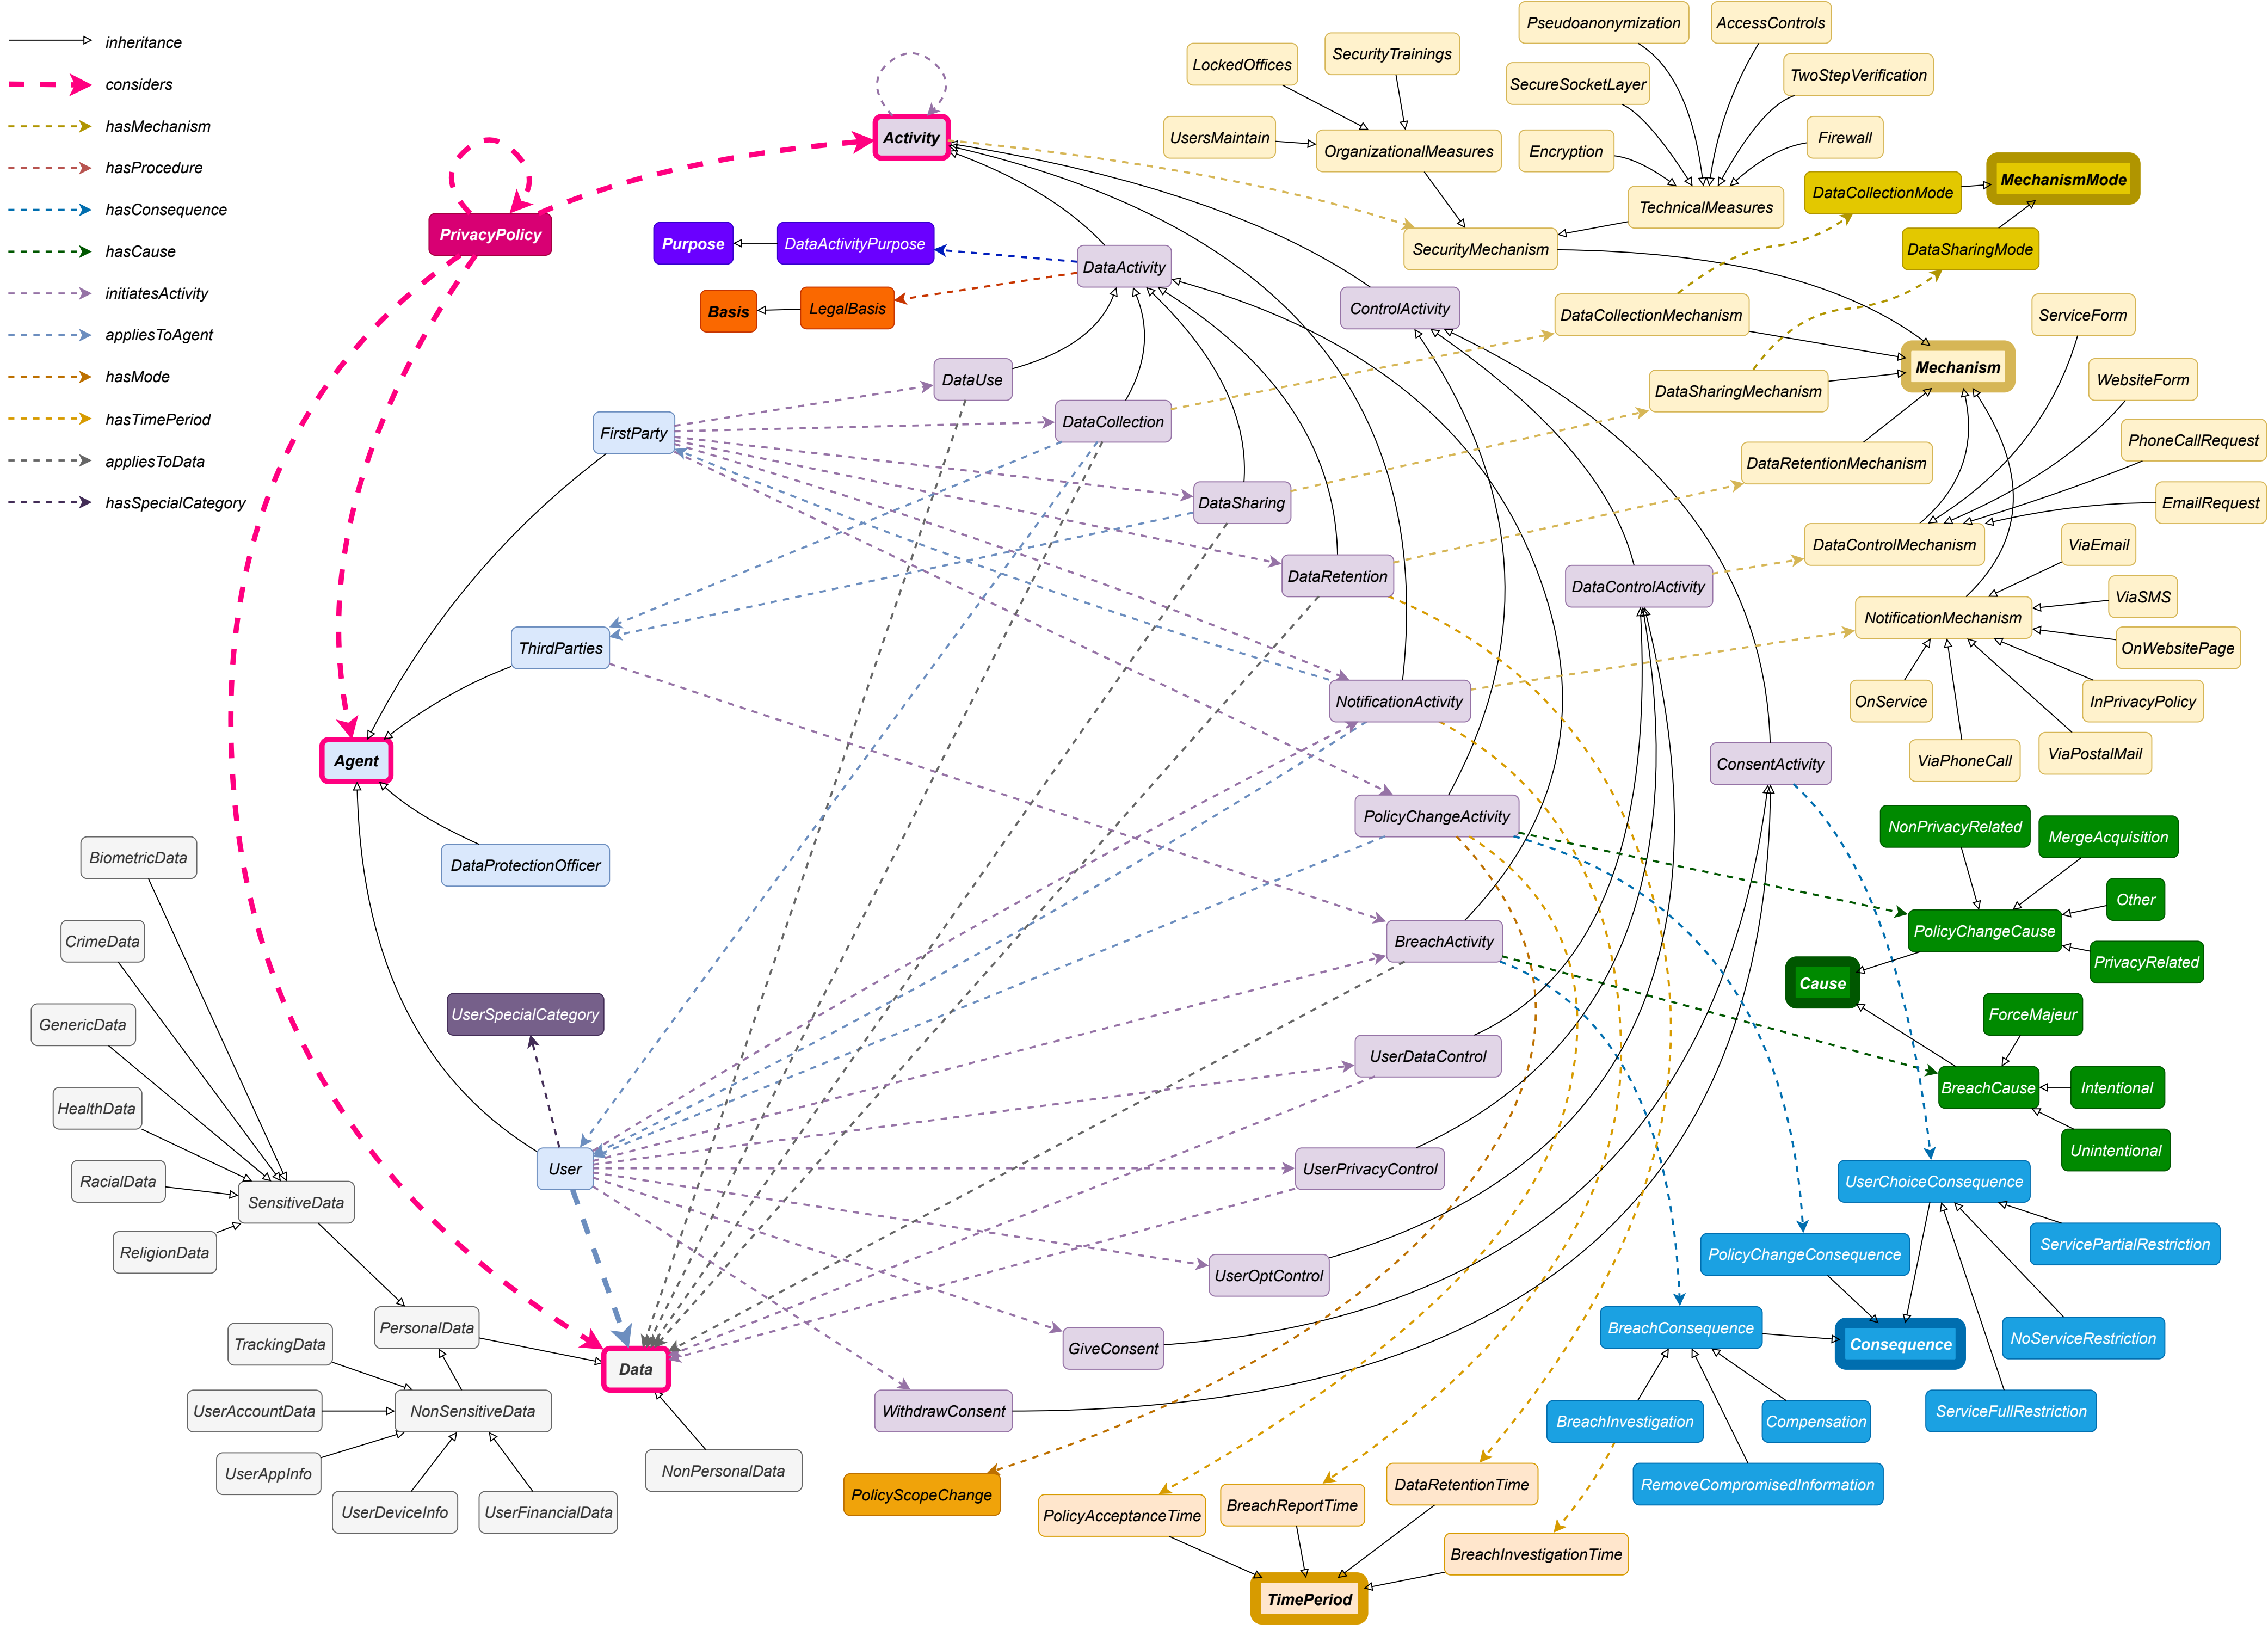 inheritance
considers
hasMechanism
hasProcedure
hasConsequence
hasCause
initiatesActivity
appliesToAgent
hasMode
hasTimePeriod
appliesToData
hasSpecialCategory
Activity
PrivacyPolicy
Purpose
DataActivityPurpose
DataActivity
Basis
LegalBasis
LockedOffices
SecurityTrainings
UsersMaintain
OrganizationalMeasures
Pseudoanonymization
AccessControls
SecureSocketLayer
TwoStepVerification
Encryption
Firewall
TechnicalMeasures
SecurityMechanism
DataCollectionMode
MechanismMode
DataSharingMode
ControlActivity
DataCollectionMechanism
ServiceForm
Mechanism
DataSharingMechanism
WebsiteForm
DataUse
DataCollection
FirstParty
PhoneCallRequest
DataRetentionMechanism
DataSharing
EmailRequest
DataControlMechanism
ViaEmail
DataRetention
DataControlActivity
ViaSMS
NotificationMechanism
OnWebsitePage
ThirdParties
NotificationActivity
OnService
InPrivacyPolicy
ViaPhoneCall
ViaPostalMail
Agent
ConsentActivity
PolicyChangeActivity
NonPrivacyRelated
MergeAcquisition
BiometricData
DataProtectionOfficer
Other
PolicyChangeCause
PrivacyRelated
CrimeData
BreachActivity
Cause
ForceMajeur
GenericData
UserSpecialCategory
UserDataControl
BreachCause
Intentional
HealthData
Unintentional
RacialData
User
UserPrivacyControl
UserChoiceConsequence
SensitiveData
ReligionData
PolicyChangeConsequence
ServicePartialRestriction
UserOptControl
PersonalData
BreachConsequence
Consequence
NoServiceRestriction
TrackingData
Data
GiveConsent
UserAccountData
NonSensitiveData
WithdrawConsent
BreachInvestigation
Compensation
ServiceFullRestriction
UserAppInfo
NonPersonalData
RemoveCompromisedInformation
PolicyScopeChange
DataRetentionTime
UserDeviceInfo
UserFinancialData
PolicyAcceptanceTime
BreachReportTime
BreachInvestigationTime
TimePeriod